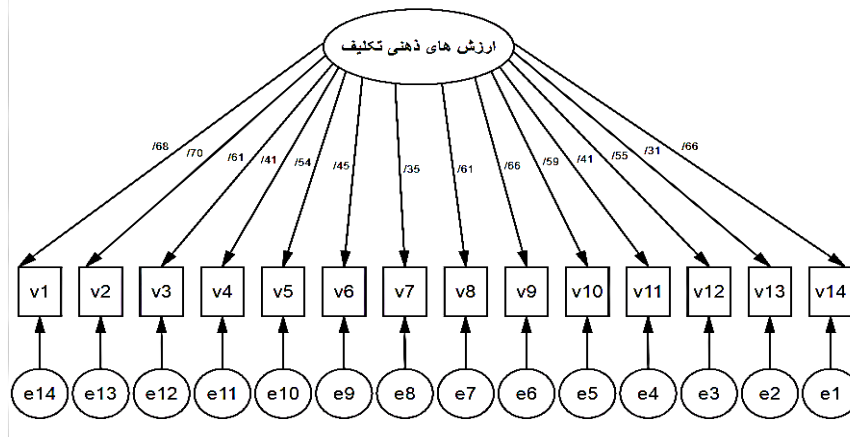 ارزش های ذهنی تکلیف
/68 /70 /61 /41 /54 /45 /35 /61 /66 /59 /41 /55 /31 /66
v1 v2 v3 v4 v5 v6 v7 v8 v9 v10 v11 v12 v13 v14
e14 e13 e12 e11 e10 e9 e8 e7 e6 e5 e4 e3 e2 e1